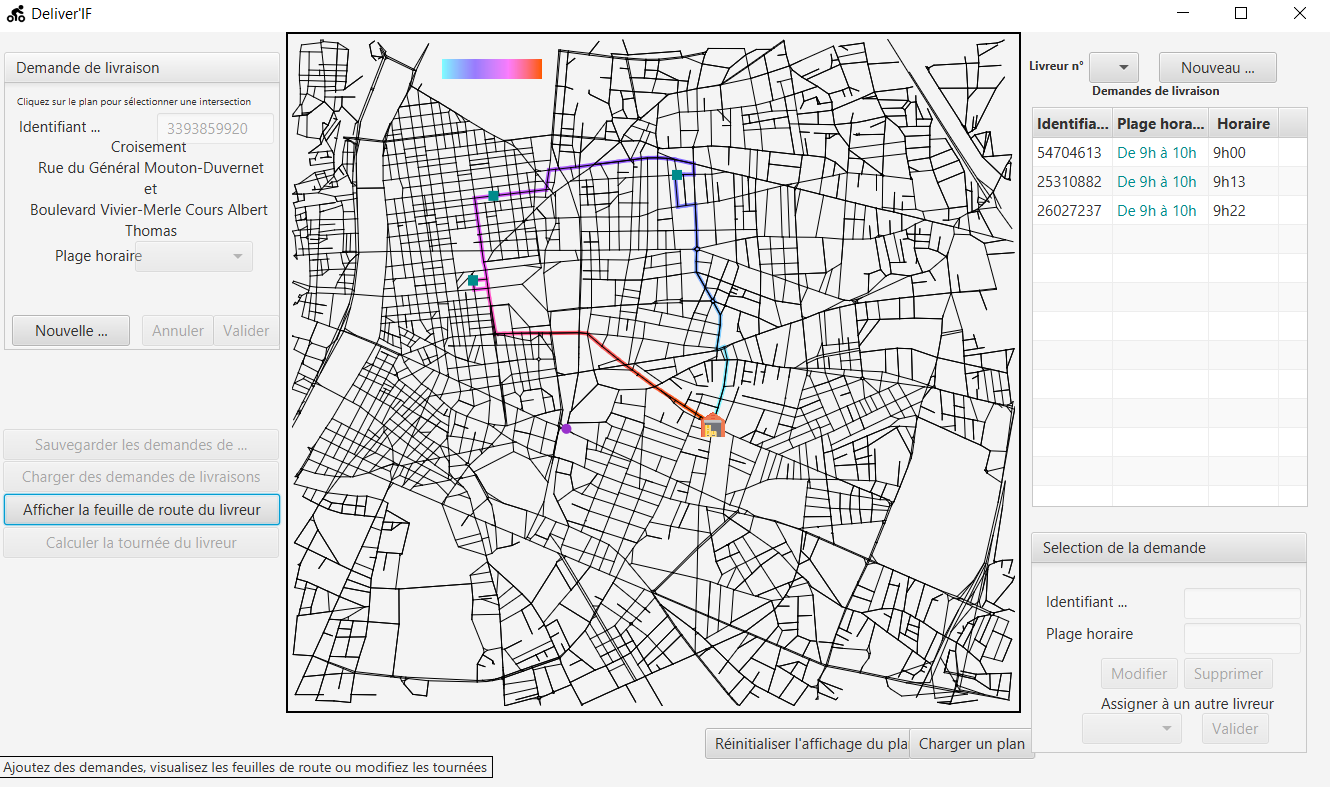 Deliver'IF
Demande de livraison
Cliquez sur le plan pour sélectionner une intersection
Identifiant ...
3393859920
Croisement
Rue du Général Mouton-Duvernet
et
Boulevard Vivier-Merle Cours Albert
Thomas
Plage horaire
Nouvelle ...
Annuler
Valider
Sauvegarder les demandes de ...
Charger des demandes de livraisons
Afficher la feuille de route du livreur
Calculer la tournée du livreur
Ajoutez des demandes, visualisez les feuilles de route ou modifiez les tournées
Réinitialiser l'affichage du pla
Charger un plan
Livreur n°
Nouveau ...
Demandes de livraison
Identifia... Plage hora... Horaire
54704613 De 9h à 10h 9h00
25310882 De 9h à 10h 9h13
26027237 De 9h à 10h 9h22
Selection de la demande
Identifiant ...
Plage horaire
Modifier
Supprimer
Assigner à un autre livreur
Valider